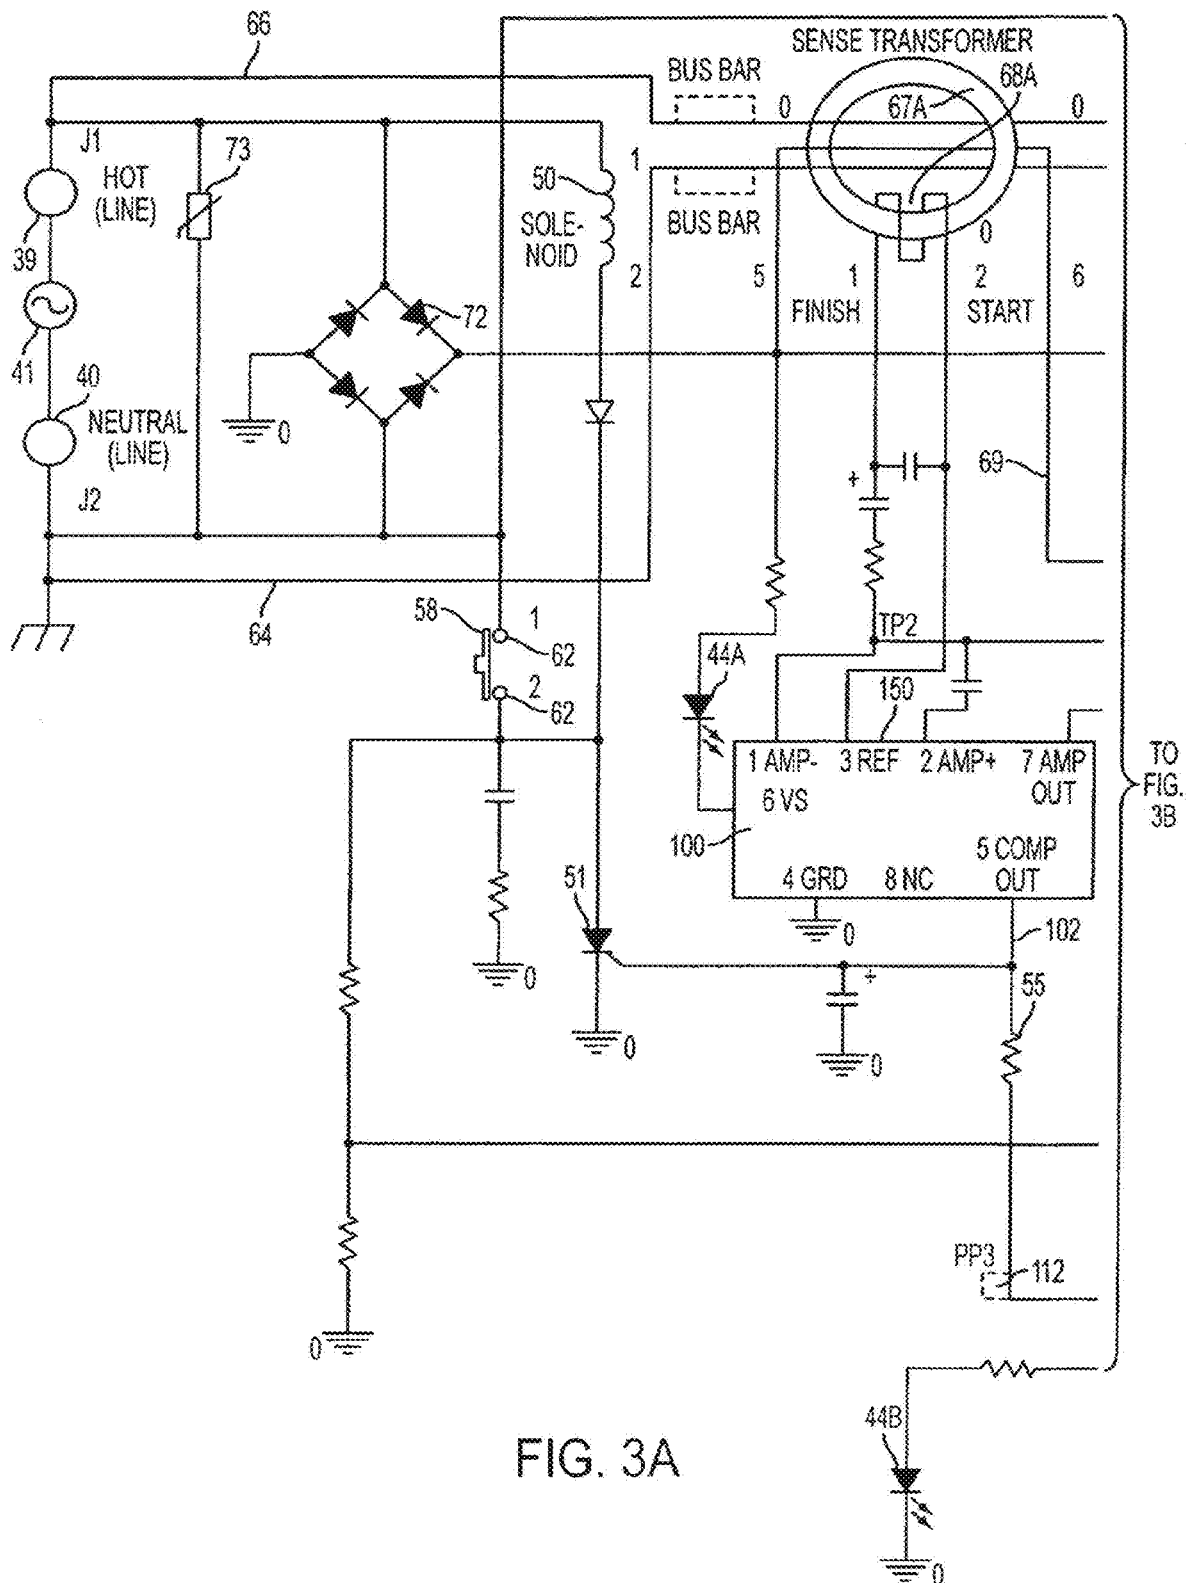 66
SENSE TRANSFORMER
BUS BAR
0
67A
68A
0
J1
HOT
(LINE)
73
39
50
SOLE-
NOID
1
BUS BAR
0
2
5
1
2
6
FINISH
START
41
72
40
NEUTRAL
(LINE)
0
J2
+
69
64
58
1
62
2
62
TP2
44A
150
1 AMP-
3 REF
2 AMP+
7 AMP
OUT
6 VS
TO
FIG.
3B
100
5 COMP
OUT
4 GRD
8 NC
51
0
102
0
+
55
0
0
PP3
112
0
44B
FIG. 3A
0